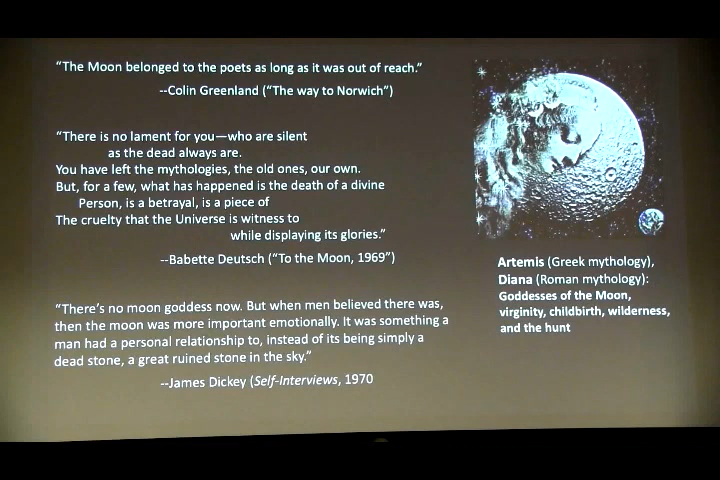 “The Moon belonged to the poets as long as it was out of reach.”
--Colin Greenland (“The way to Norwich”)
“There is no lament for you—who are silent
as the dead always are.
You have left the mythologies, the old ones, our own.
But, for a few, what has happened is the death of a divine
Person, is a betrayal, is a piece of
The cruelty that the Universe is witness to
while displaying its glories.”
--Babette Deutsch (“To the Moon, 1969”)
“There’s no moon goddess now. But when men believed there was,
then the moon was more important emotionally. It was something a
man had a personal relationship to, instead of its being simply a
dead stone, a great ruined stone in the sky.”
--James Dickey (Self-Interviews, 1970
Artemis (Greek mythology),
Diana (Roman mythology):
Goddesses of the Moon,
virginity, childbirth, wilderness,
and the hunt